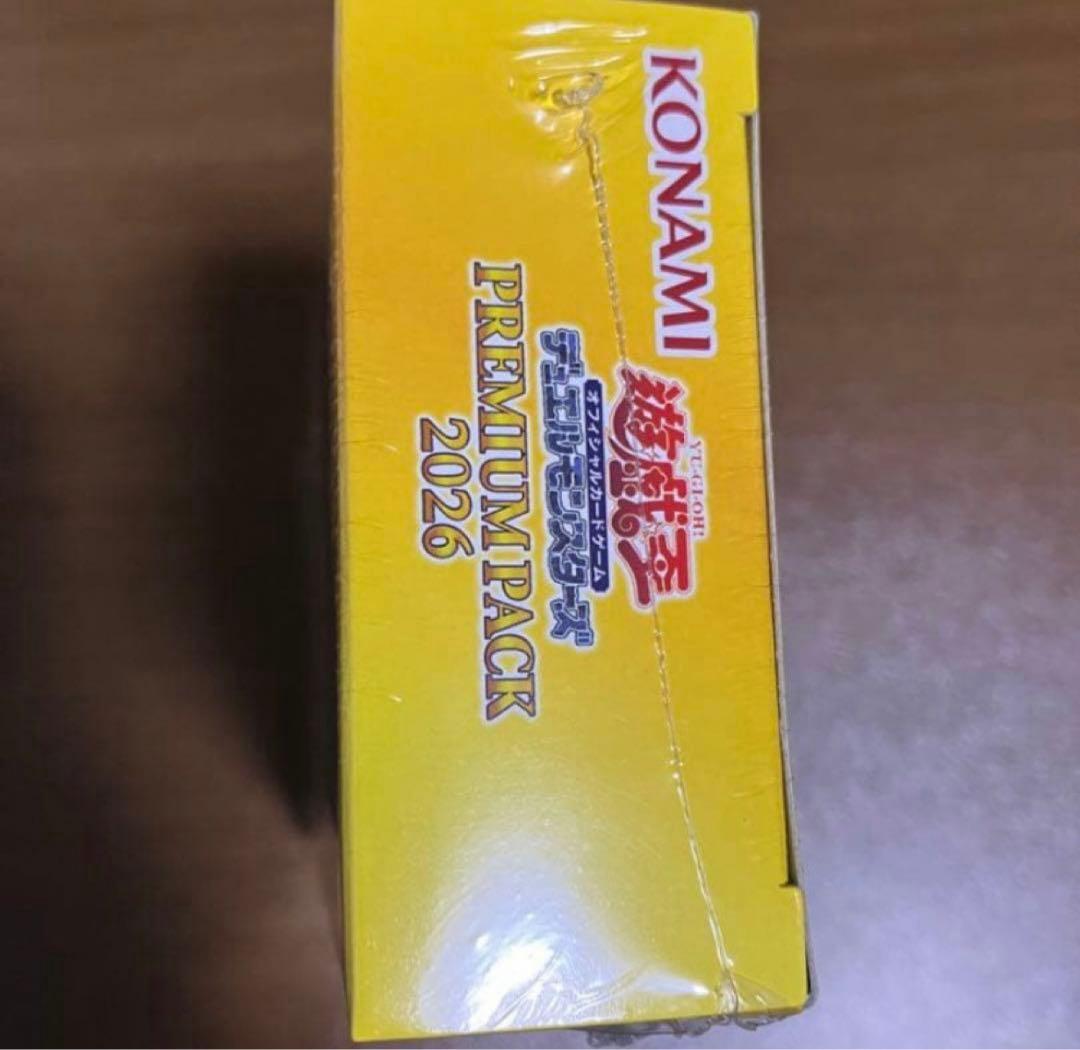 KONAMI
YU-GI-OH!
遊戯王
オフィシャルカードゲーム
デュエルモンスターズ
PREMIUM PACK
2026